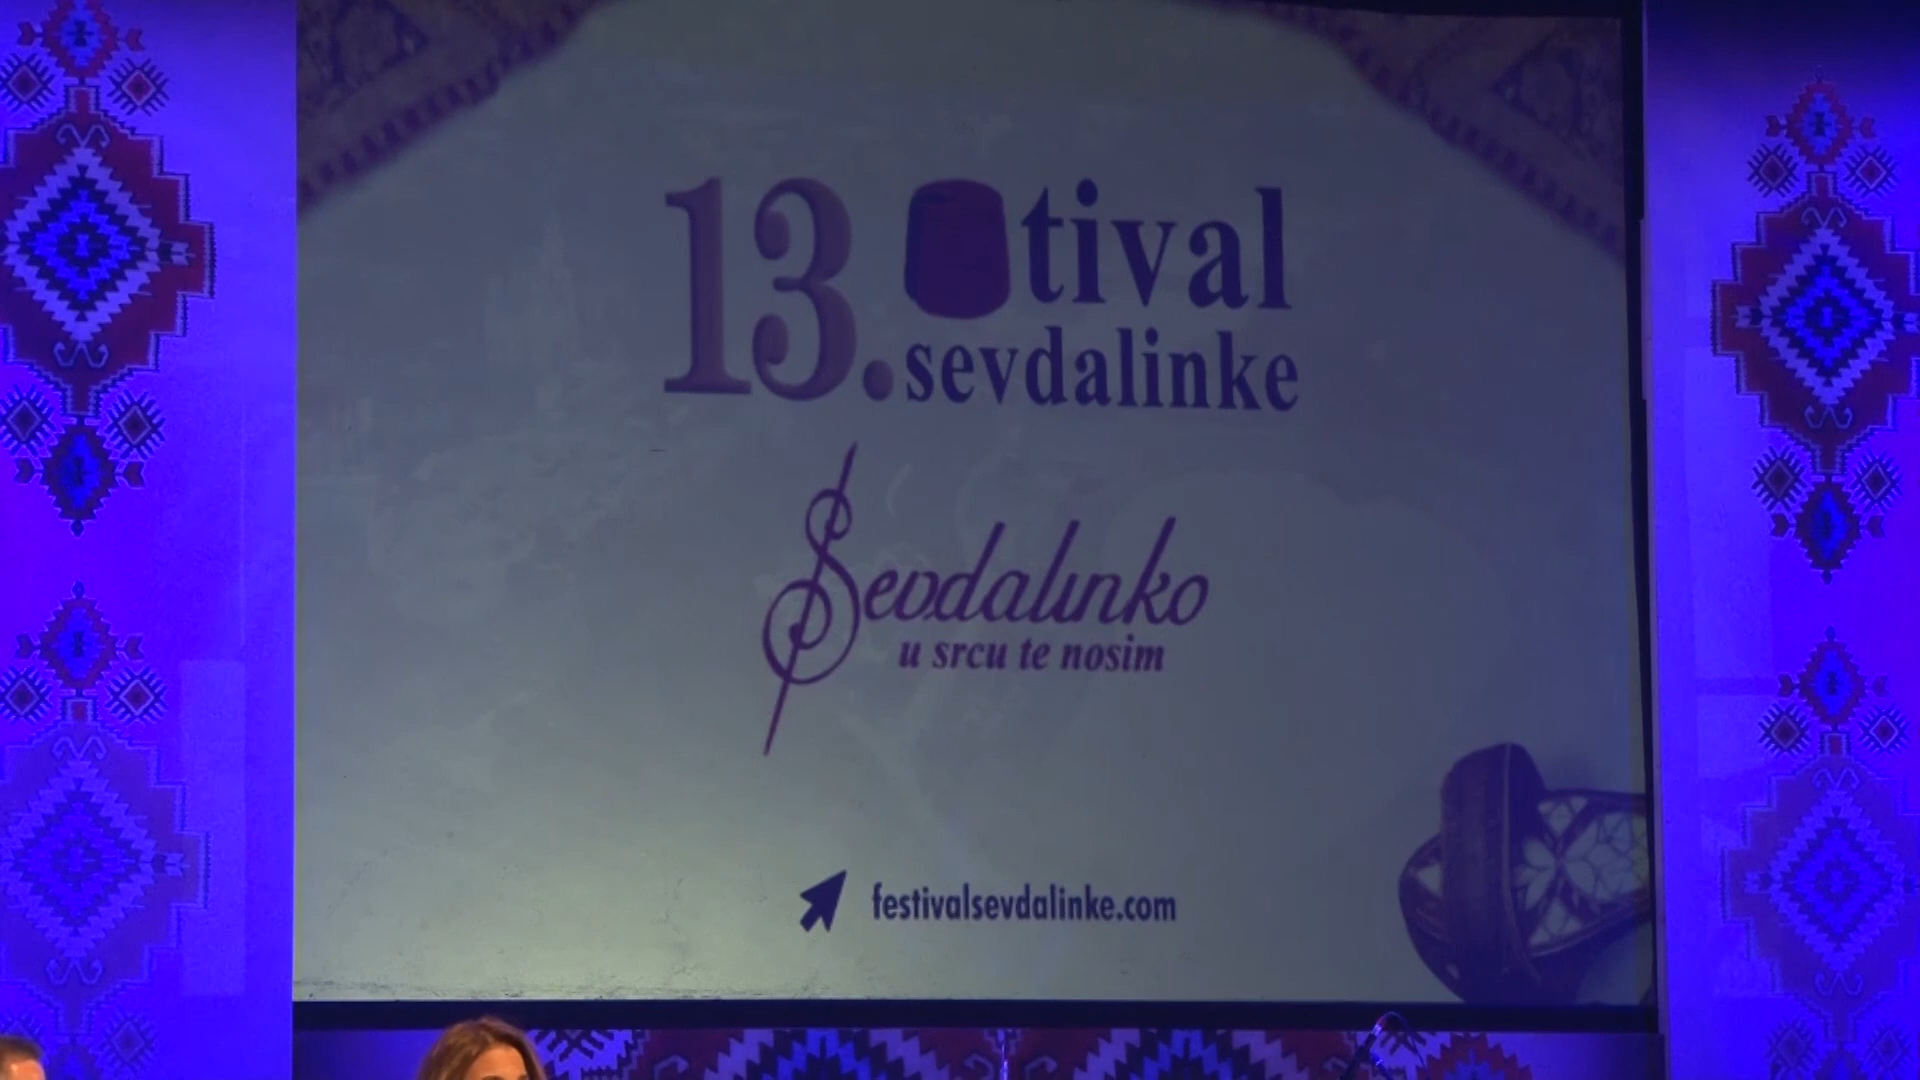 13. tival
sevdalinke
Sevdalinko
u srcu te nosim
festivalsevdalinke.com